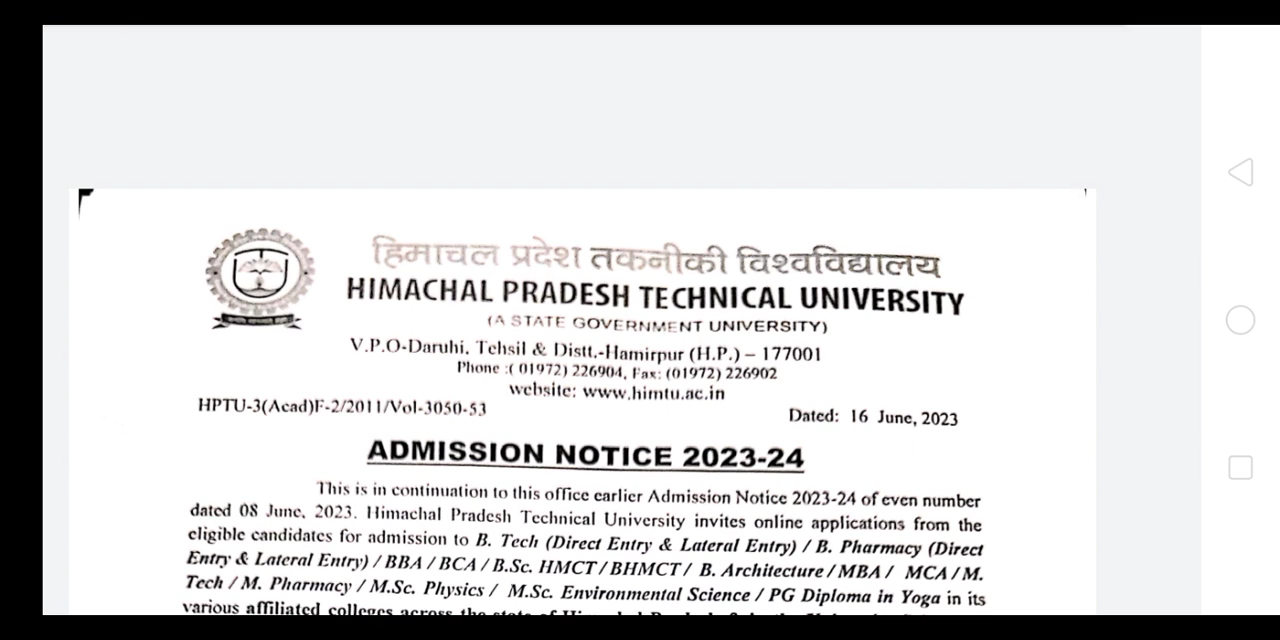 हिमाचल प्रदेश तकनीकी विश्वविद्यालय
HIMACHAL PRADESH TECHNICAL UNIVERSITY
(A STATE GOVERNMENT UNIVERSITY)
V.P.O-Daruhi, Tehsil & Distt.-Hamirpur (H.P.) – 177001
Phone :( 01972) 226904, Fax: (01972) 226902
website: www.himtu.ac.in
HPTU-3(Acad)F-2/2011/Vol-3050-53
Dated: 16 June, 2023
ADMISSION NOTICE 2023-24
This is in continuation to this office earlier Admission Notice 2023-24 of even number
dated 08 June, 2023. Himachal Pradesh Technical University invites online applications from the
eligible candidates for admission to B. Tech (Direct Entry & Lateral Entry) / B. Pharmacy (Direct
Entry & Lateral Entry) / BBA / BCA / B.Sc. HMCT / BHMCT / B. Architecture / MBA / MCA / M.
Tech / M. Pharmacy / M.Sc. Physics / M.Sc. Environmental Science / PG Diploma in Yoga in its
various affiliated colleges across the state of